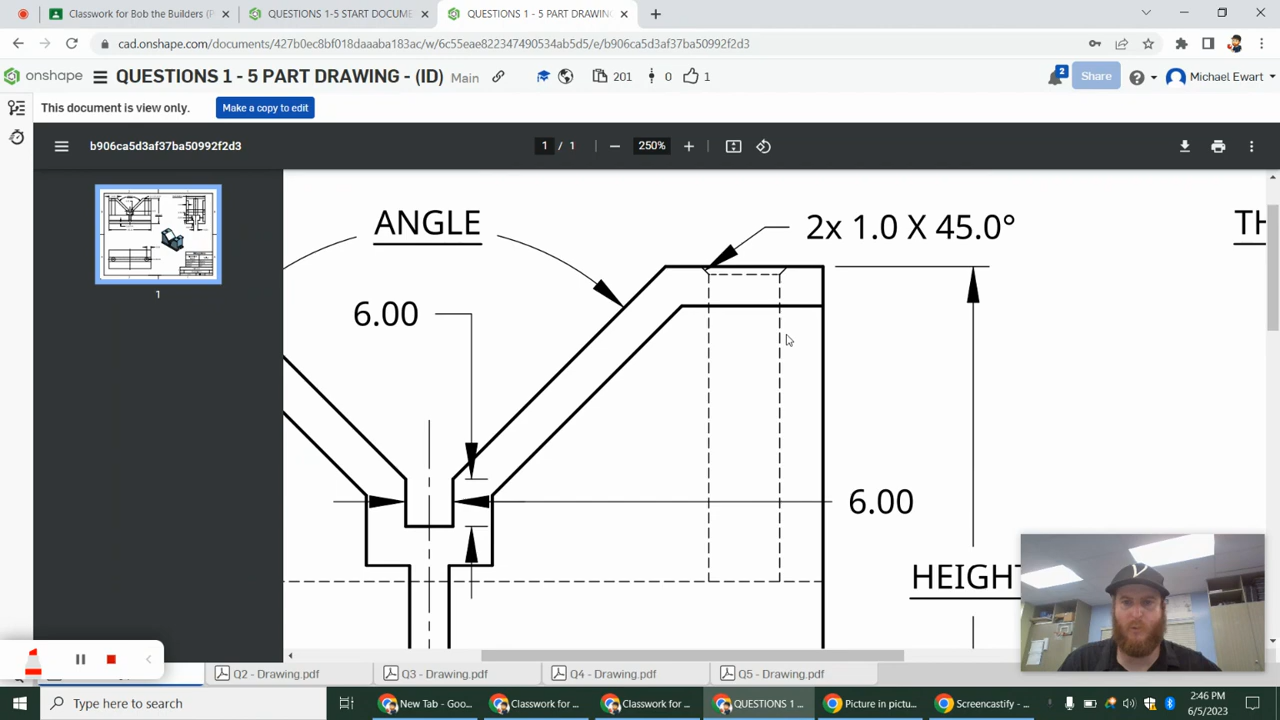 Classwork for Bob the Builders (P
QUESTIONS 1-5 START DOCUME
QUESTIONS 1 - 5 PART DRAWING
cad.onshape.com/documents/427b0ec8bf018daaaba183ac/w/6c55eae822347490534ab5d5/e/b906ca5d3af37ba50992f2d3
onshape
QUESTIONS 1 - 5 PART DRAWING - (ID)
Main
201
0
1
2
Share
Michael Ewart
This document is view only.
Make a copy to edit
b906ca5d3af37ba50992f2d3
1 / 1
250%
1
ANGLE
2x 1.0 X 45.0°
TH
6.00
6.00
HEIGHT
Q2 - Drawing.pdf
Q3 - Drawing.pdf
Q4 - Drawing.pdf
Q5 - Drawing.pdf
Type here to search
New Tab - Goo...
Classwork for ...
Classwork for ...
QUESTIONS 1 ...
Picture in pictu...
Screencastify - ...
2:46 PM
6/5/2023